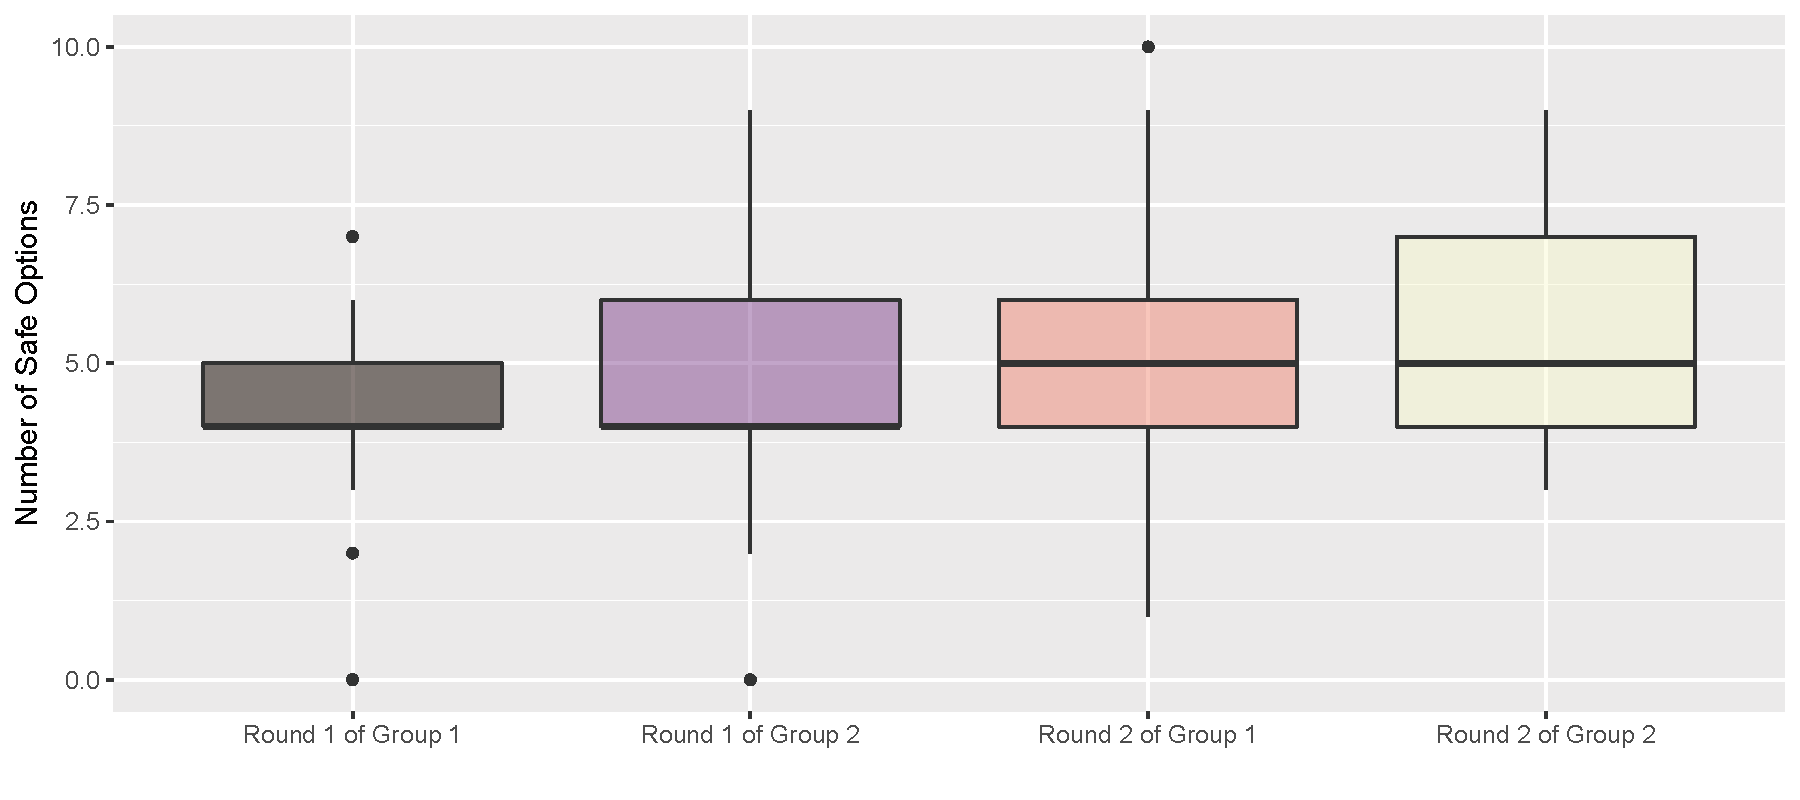 Number of Safe Options
10.0
7.5
5.0
2.5
0.0
Round 1 of Group 1
Round 1 of Group 2
Round 2 of Group 1
Round 2 of Group 2